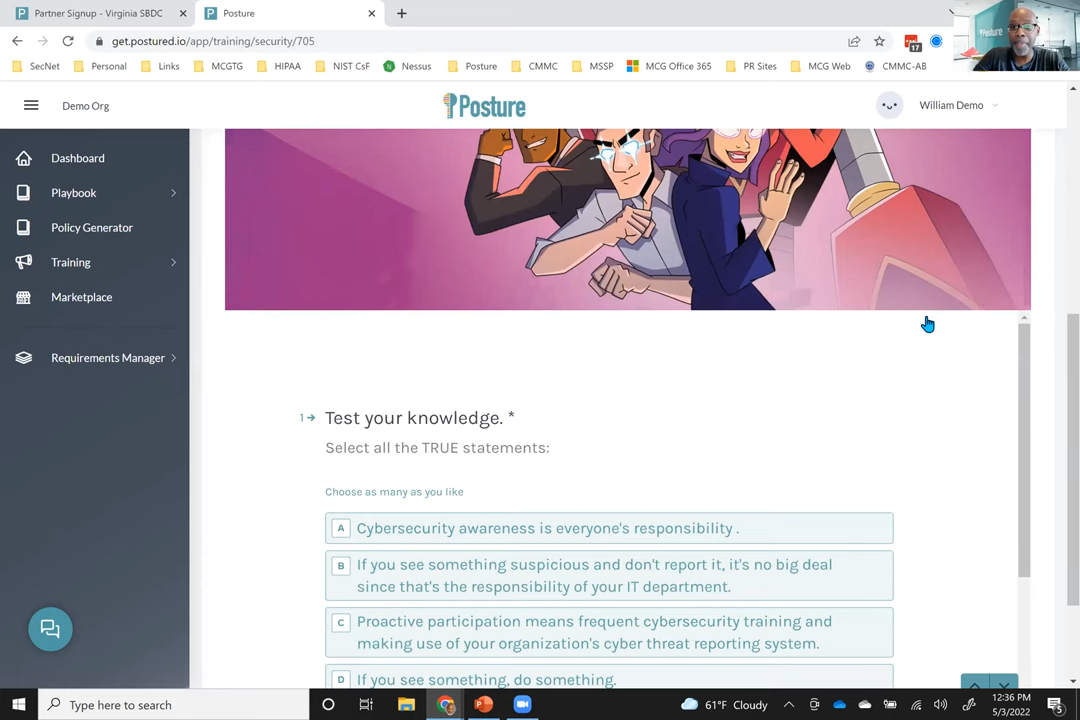 Partner Signup - Virginia SBDC
Posture
get.postured.io/app/training/security/705
17
SecNet
Personal
Links
MCGTG
HIPAA
NIST CsF
Nessus
Posture
CMMC
MSSP
MCG Office 365
PR Sites
MCG Web
CMMC-AB
Demo Org
Posture
William Demo
Dashboard
Playbook
Policy Generator
Training
Marketplace
Requirements Manager
1
Test your knowledge. *
Select all the TRUE statements:
Choose as many as you like
A Cybersecurity awareness is everyone's responsibility .
B If you see something suspicious and don't report it, it's no big deal
since that's the responsibility of your IT department.
C Proactive participation means frequent cybersecurity training and
making use of your organization's cyber threat reporting system.
D If you see something, do something.
Type here to search
61°F Cloudy
12:36 PM
5/3/2022
5